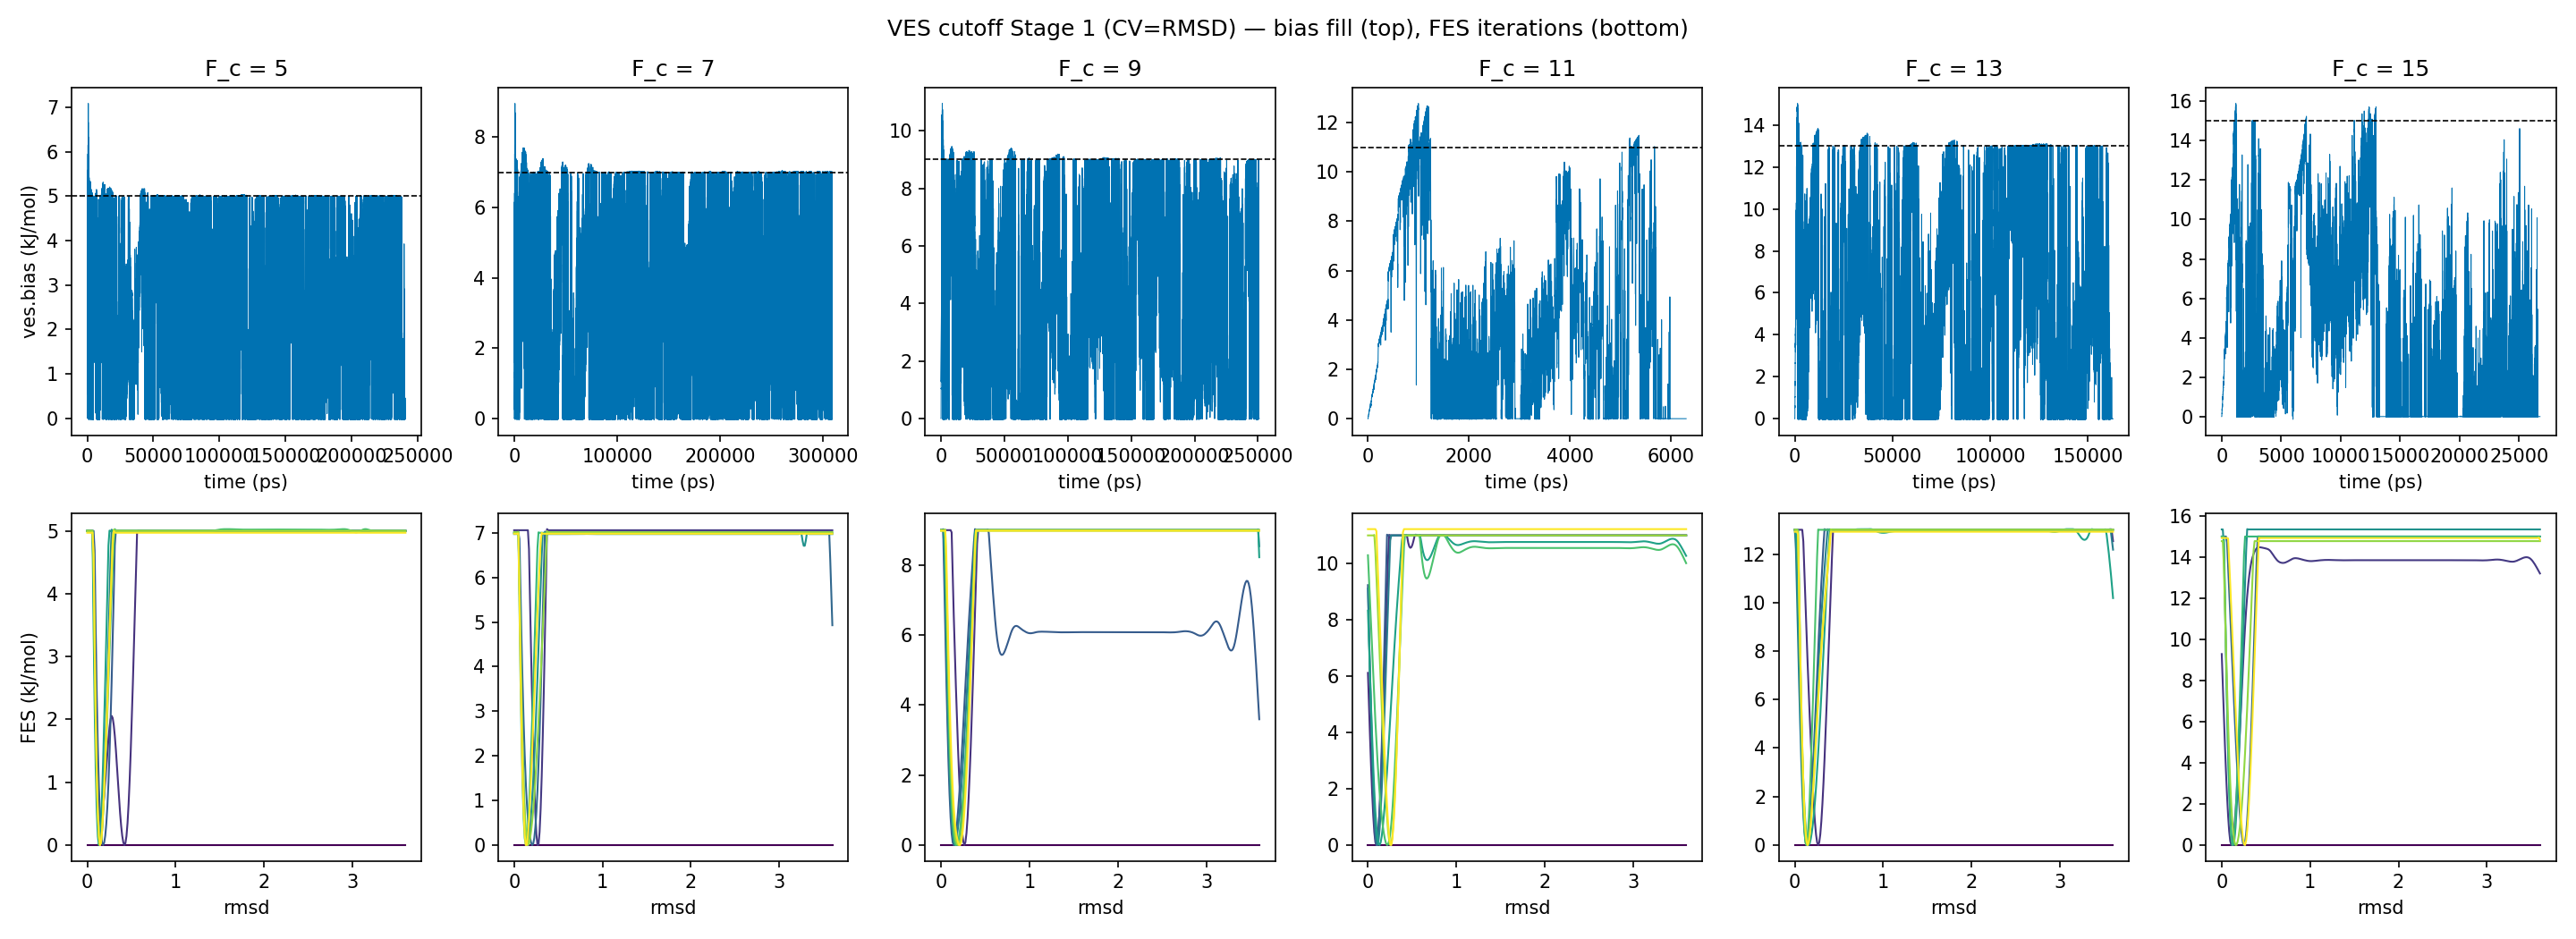 VES cutoff Stage 1 (CV=RMSD) — bias fill (top), FES iterations (bottom)
F_c = 5
7
6
5
4
3
2
1
0
ves.bias (kJ/mol)
0 50000 100000 150000 200000 250000
time (ps)
F_c = 7
8
6
4
2
0
0 100000 200000 300000
time (ps)
F_c = 9
10
8
6
4
2
0
0 50000 100000 150000 200000 250000
time (ps)
F_c = 11
12
10
8
6
4
2
0
0 2000 4000 6000
time (ps)
F_c = 13
14
12
10
8
6
4
2
0
0 50000 100000 150000
time (ps)
F_c = 15
16
14
12
10
8
6
4
2
0
0 5000 10000 15000 20000 25000
time (ps)
5
4
3
2
1
0
FES (kJ/mol)
0 1 2 3
rmsd
7
6
5
4
3
2
1
0
0 1 2 3
rmsd
8
6
4
2
0
0 1 2 3
rmsd
10
8
6
4
2
0
0 1 2 3
rmsd
12
10
8
6
4
2
0
0 1 2 3
rmsd
16
14
12
10
8
6
4
2
0
0 1 2 3
rmsd